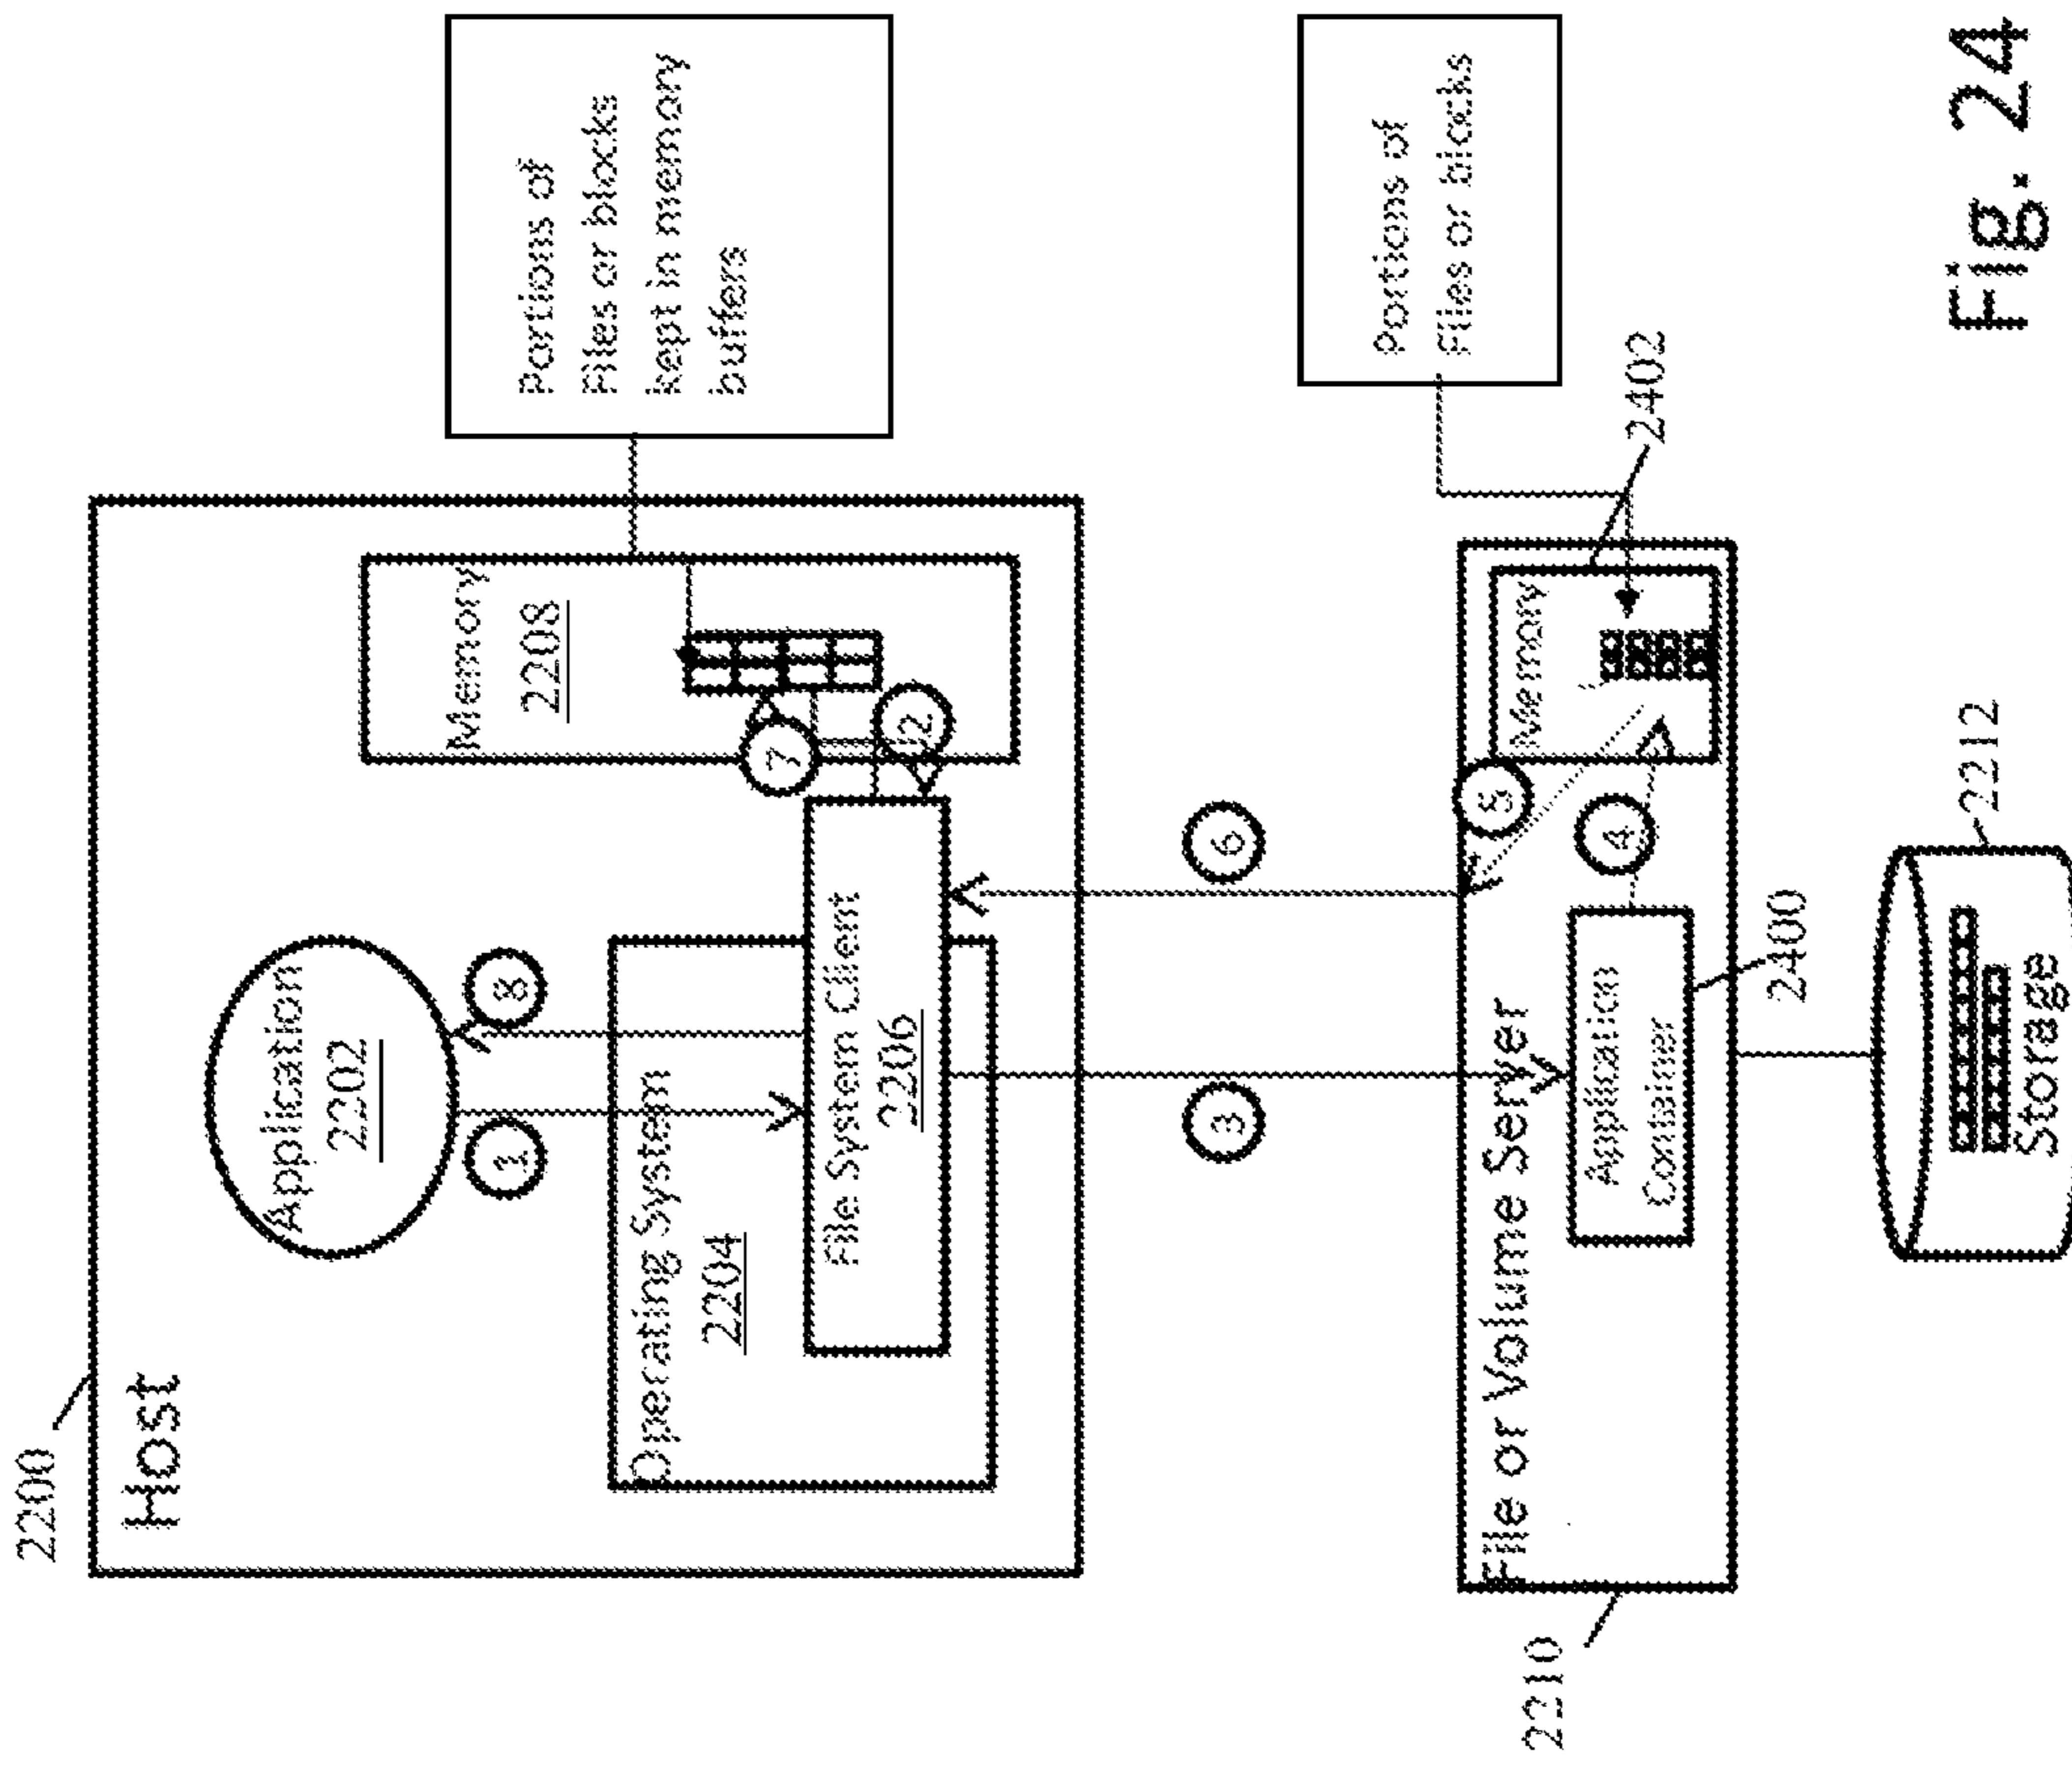 2200
Host
Application
2202
8
1
Operating System
2204
File System Client
2206
Memory
2208
7
2
Portions of
Files or blocks
kept in memory
buffers
3
6
2210
File or Volume Server
Application
Container
2400
4
5
Memory
2402
Portions of
Files or blocks
2212
Storage
Fig. 24